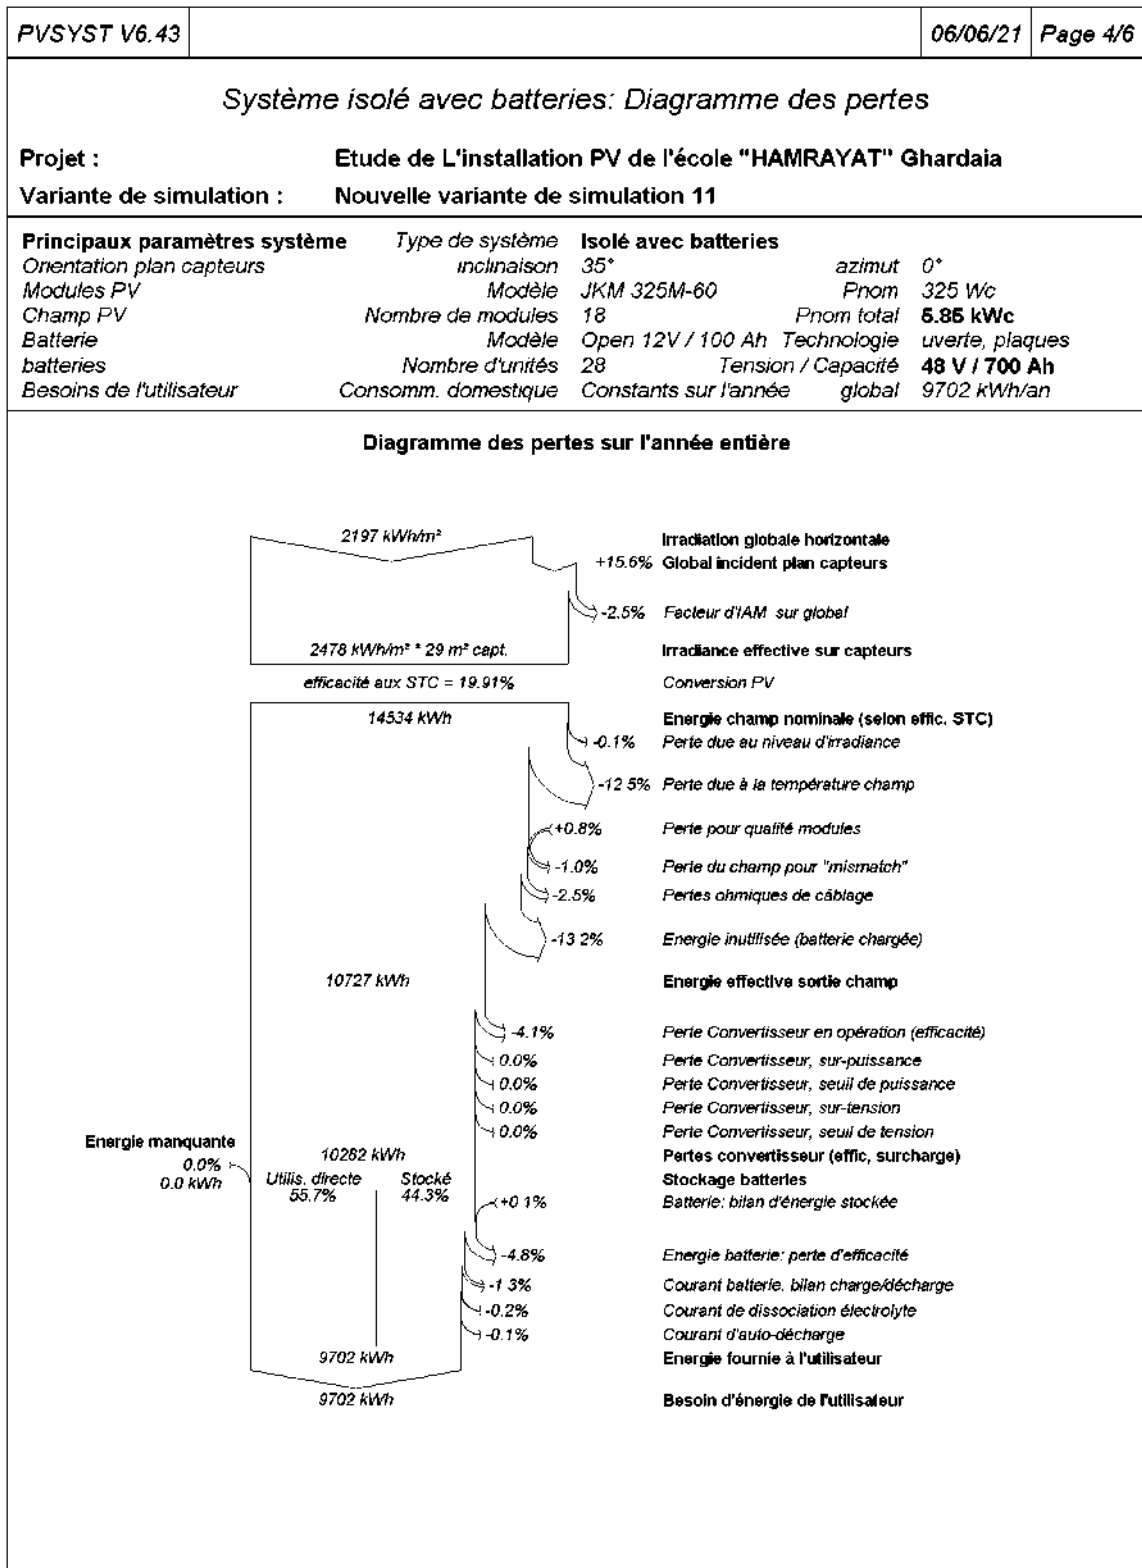 PVSYST V6.43 06/06/21 Page 4/6
Système isolé avec batteries: Diagramme des pertes
Projet : Etude de L'installation PV de l'école "HAMRAYAT" Ghardaia
Variante de simulation : Nouvelle variante de simulation 11
Principaux paramètres système Type de système Isolé avec batteries
Orientation plan capteurs inclinaison 35° azimut 0°
Modules PV Modèle JKM 325M-60 Pnom 325 Wc
Champ PV Nombre de modules 18 Pnom total 5.85 kWc
Batterie Modèle Open 12V / 100 Ah Technologie uverte, plaques
batteries Nombre d'unités 28 Tension / Capacité 48 V / 700 Ah
Besoins de l'utilisateur Consomm. domestique Constants sur l'année global 9702 kWh/an
Diagramme des pertes sur l'année entière
2197 kWh/m² Irradiation globale horizontale
+15.6% Global incident plan capteurs
-2.5% Facteur d'IAM sur global
2478 kWh/m² * 29 m² capt. Irradiance effective sur capteurs
efficacité aux STC = 19.91% Conversion PV
14534 kWh Energie champ nominale (selon effic. STC)
-0.1% Perte due au niveau d'irradiance
-12.5% Perte due à la température champ
+0.8% Perte pour qualité modules
-1.0% Perte du champ pour "mismatch"
-2.5% Pertes ohmiques de câblage
-13.2% Energie inutilisée (batterie chargée)
10727 kWh Energie effective sortie champ
-4.1% Perte Convertisseur en opération (efficacité)
0.0% Perte Convertisseur, sur-puissance
0.0% Perte Convertisseur, seuil de puissance
0.0% Perte Convertisseur, sur-tension
0.0% Perte Convertisseur, seuil de tension
Energie manquante 10282 kWh Pertes convertisseur (effic, surcharge)
0.0% Utilis. directe Stocké Stockage batteries
0.0 kWh 55.7% 44.3% +0.1% Batterie: bilan d'énergie stockée
-4.8% Energie batterie: perte d'efficacité
-1.3% Courant batterie, bilan charge/décharge
-0.2% Courant de dissociation électrolyte
-0.1% Courant d'auto-décharge
9702 kWh Energie fournie à l'utilisateur
9702 kWh Besoin d'énergie de l'utilisateur